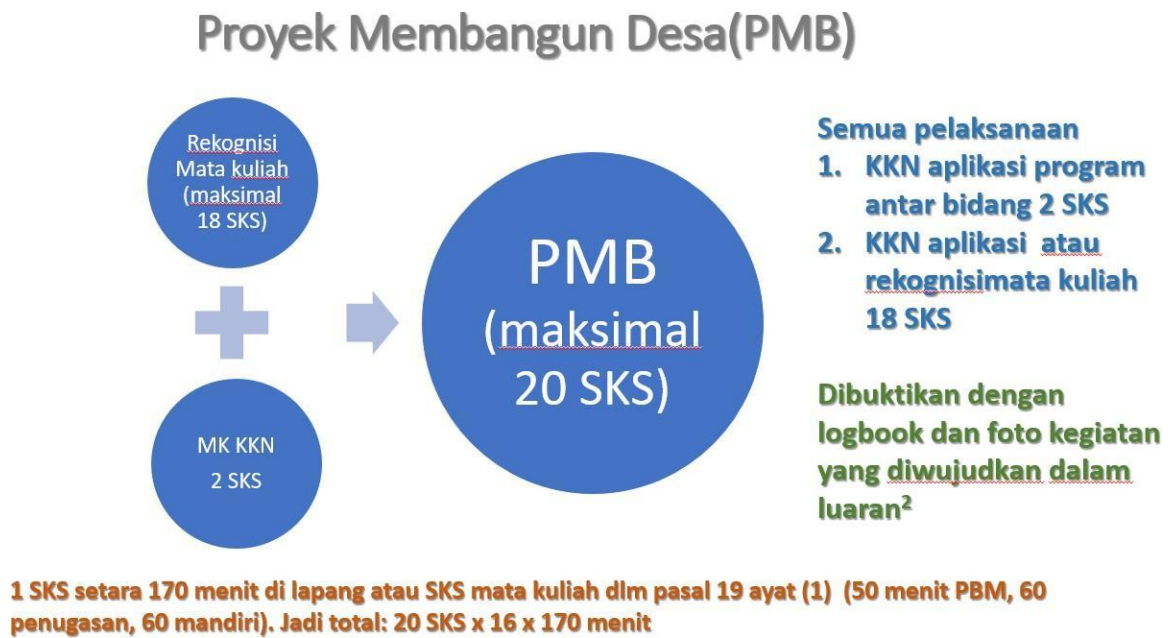 Proyek Membangun Desa(PMB)
Rekognisi
Mata kuliah
(maksimal
18 SKS)
MK KKN
2 SKS
PMB
(maksimal
20 SKS)
Semua pelaksanaan
1. KKN aplikasi program
antar bidang 2 SKS
2. KKN aplikasi atau
rekognisimata kuliah
18 SKS
Dibuktikan dengan
logbook dan foto kegiatan
yang diwujudkan dalam
luaran²
1 SKS setara 170 menit di lapang atau SKS mata kuliah dlm pasal 19 ayat (1) (50 menit PBM, 60
penugasan, 60 mandiri). Jadi total: 20 SKS x 16 x 170 menit